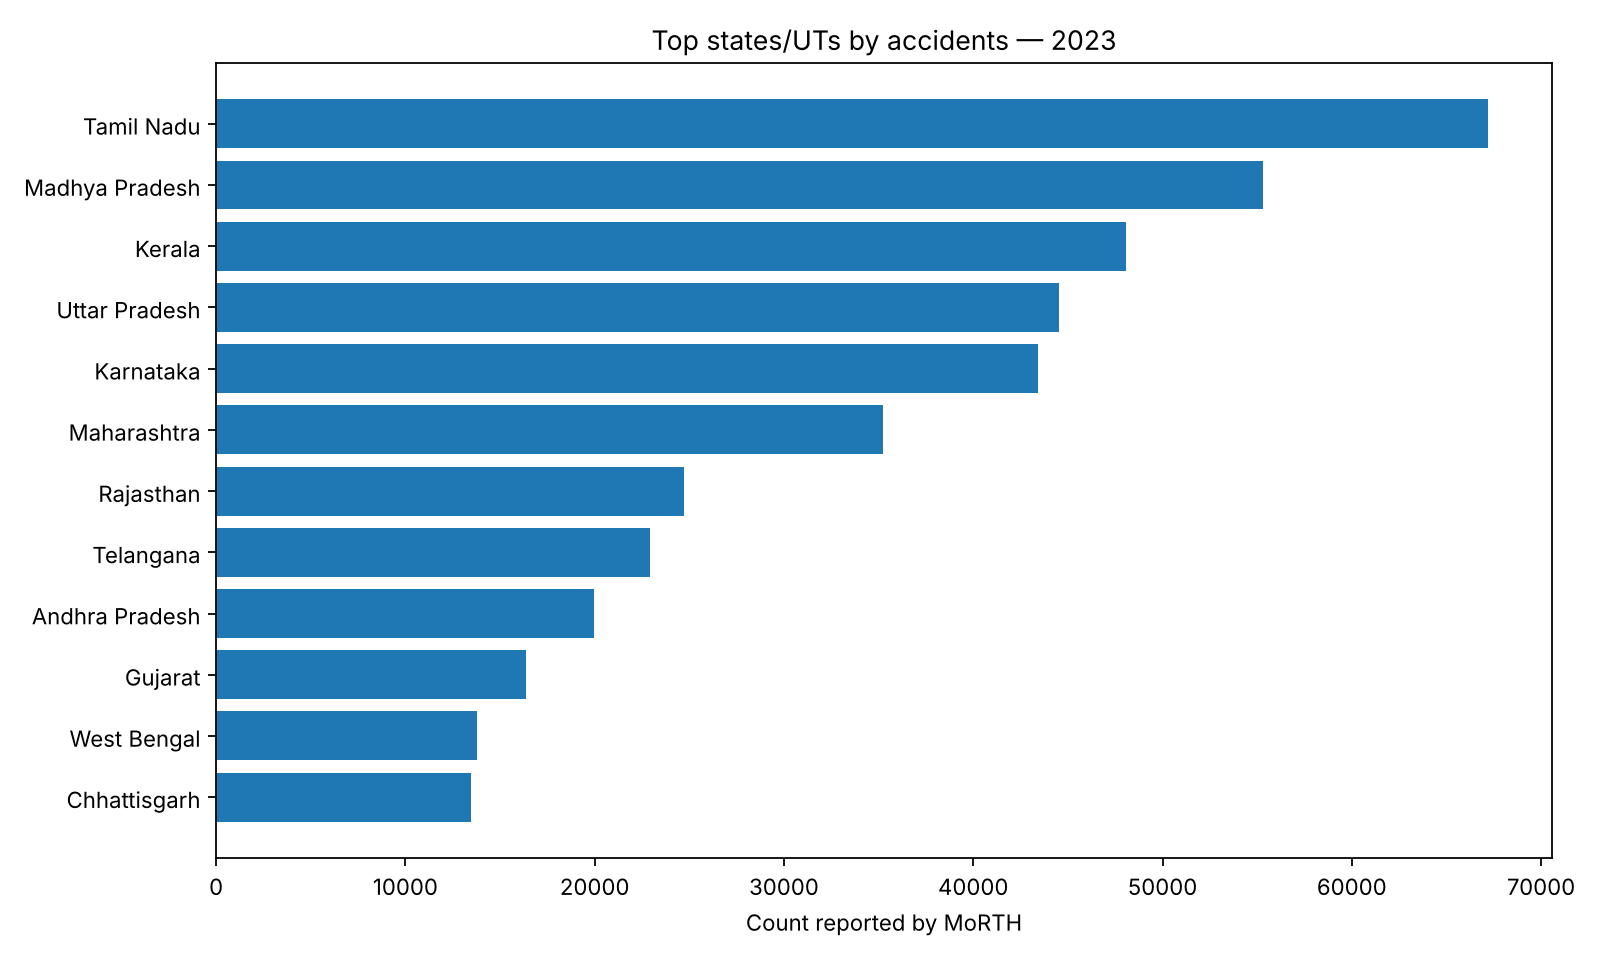 Top states/UTs by accidents — 2023
Tamil Nadu
Madhya Pradesh
Kerala
Uttar Pradesh
Karnataka
Maharashtra
Rajasthan
Telangana
Andhra Pradesh
Gujarat
West Bengal
Chhattisgarh
0 10000 20000 30000 40000 50000 60000 70000
Count reported by MoRTH